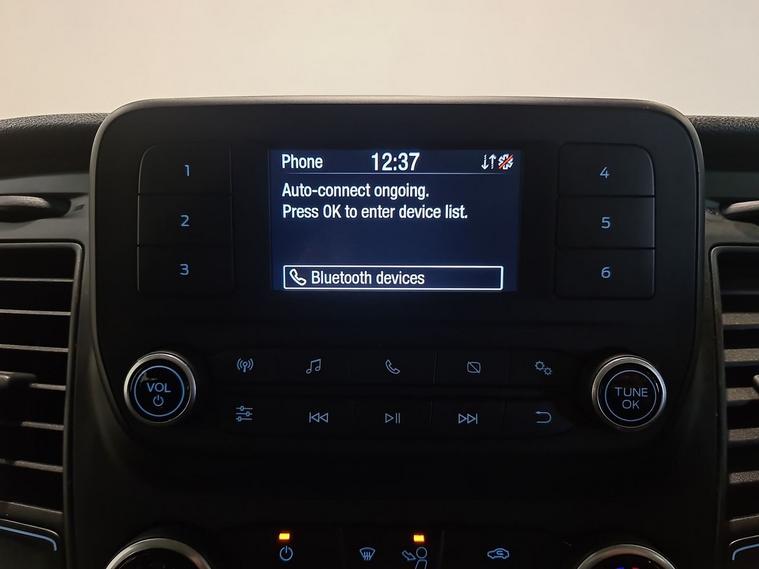 Phone 12:37
Auto-connect ongoing.
Press OK to enter device list.
Bluetooth devices
1
2
3
4
5
6
VOL
TUNE
OK